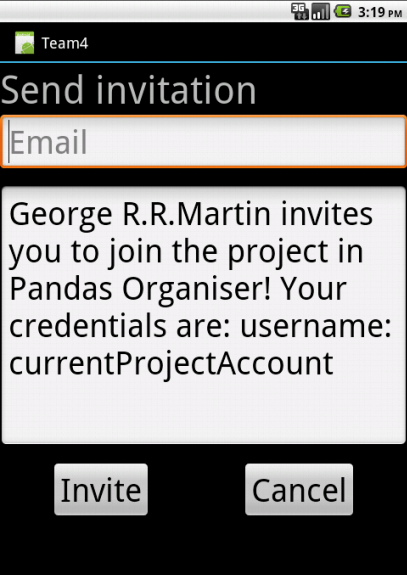 3G 3:19 PM
Team4
Send invitation
Email
George R.R.Martin invites
you to join the project in
Pandas Organiser! Your
credentials are: username:
currentProjectAccount
Invite Cancel